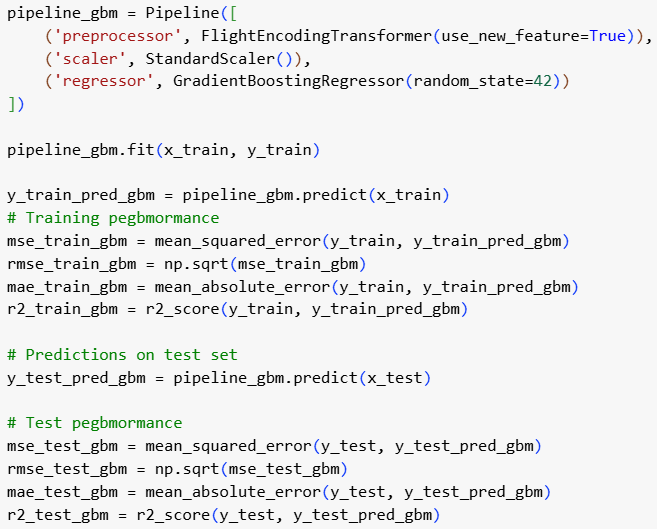 pipeline_gbm = Pipeline([
    ('preprocessor', FlightEncodingTransformer(use_new_feature=True)),
    ('scaler', StandardScaler()),
    ('regressor', GradientBoostingRegressor(random_state=42))
])

pipeline_gbm.fit(x_train, y_train)

y_train_pred_gbm = pipeline_gbm.predict(x_train)
# Training pegbmormance
mse_train_gbm = mean_squared_error(y_train, y_train_pred_gbm)
rmse_train_gbm = np.sqrt(mse_train_gbm)
mae_train_gbm = mean_absolute_error(y_train, y_train_pred_gbm)
r2_train_gbm = r2_score(y_train, y_train_pred_gbm)

# Predictions on test set
y_test_pred_gbm = pipeline_gbm.predict(x_test)

# Test pegbmormance
mse_test_gbm = mean_squared_error(y_test, y_test_pred_gbm)
rmse_test_gbm = np.sqrt(mse_test_gbm)
mae_test_gbm = mean_absolute_error(y_test, y_test_pred_gbm)
r2_test_gbm = r2_score(y_test, y_test_pred_gbm)